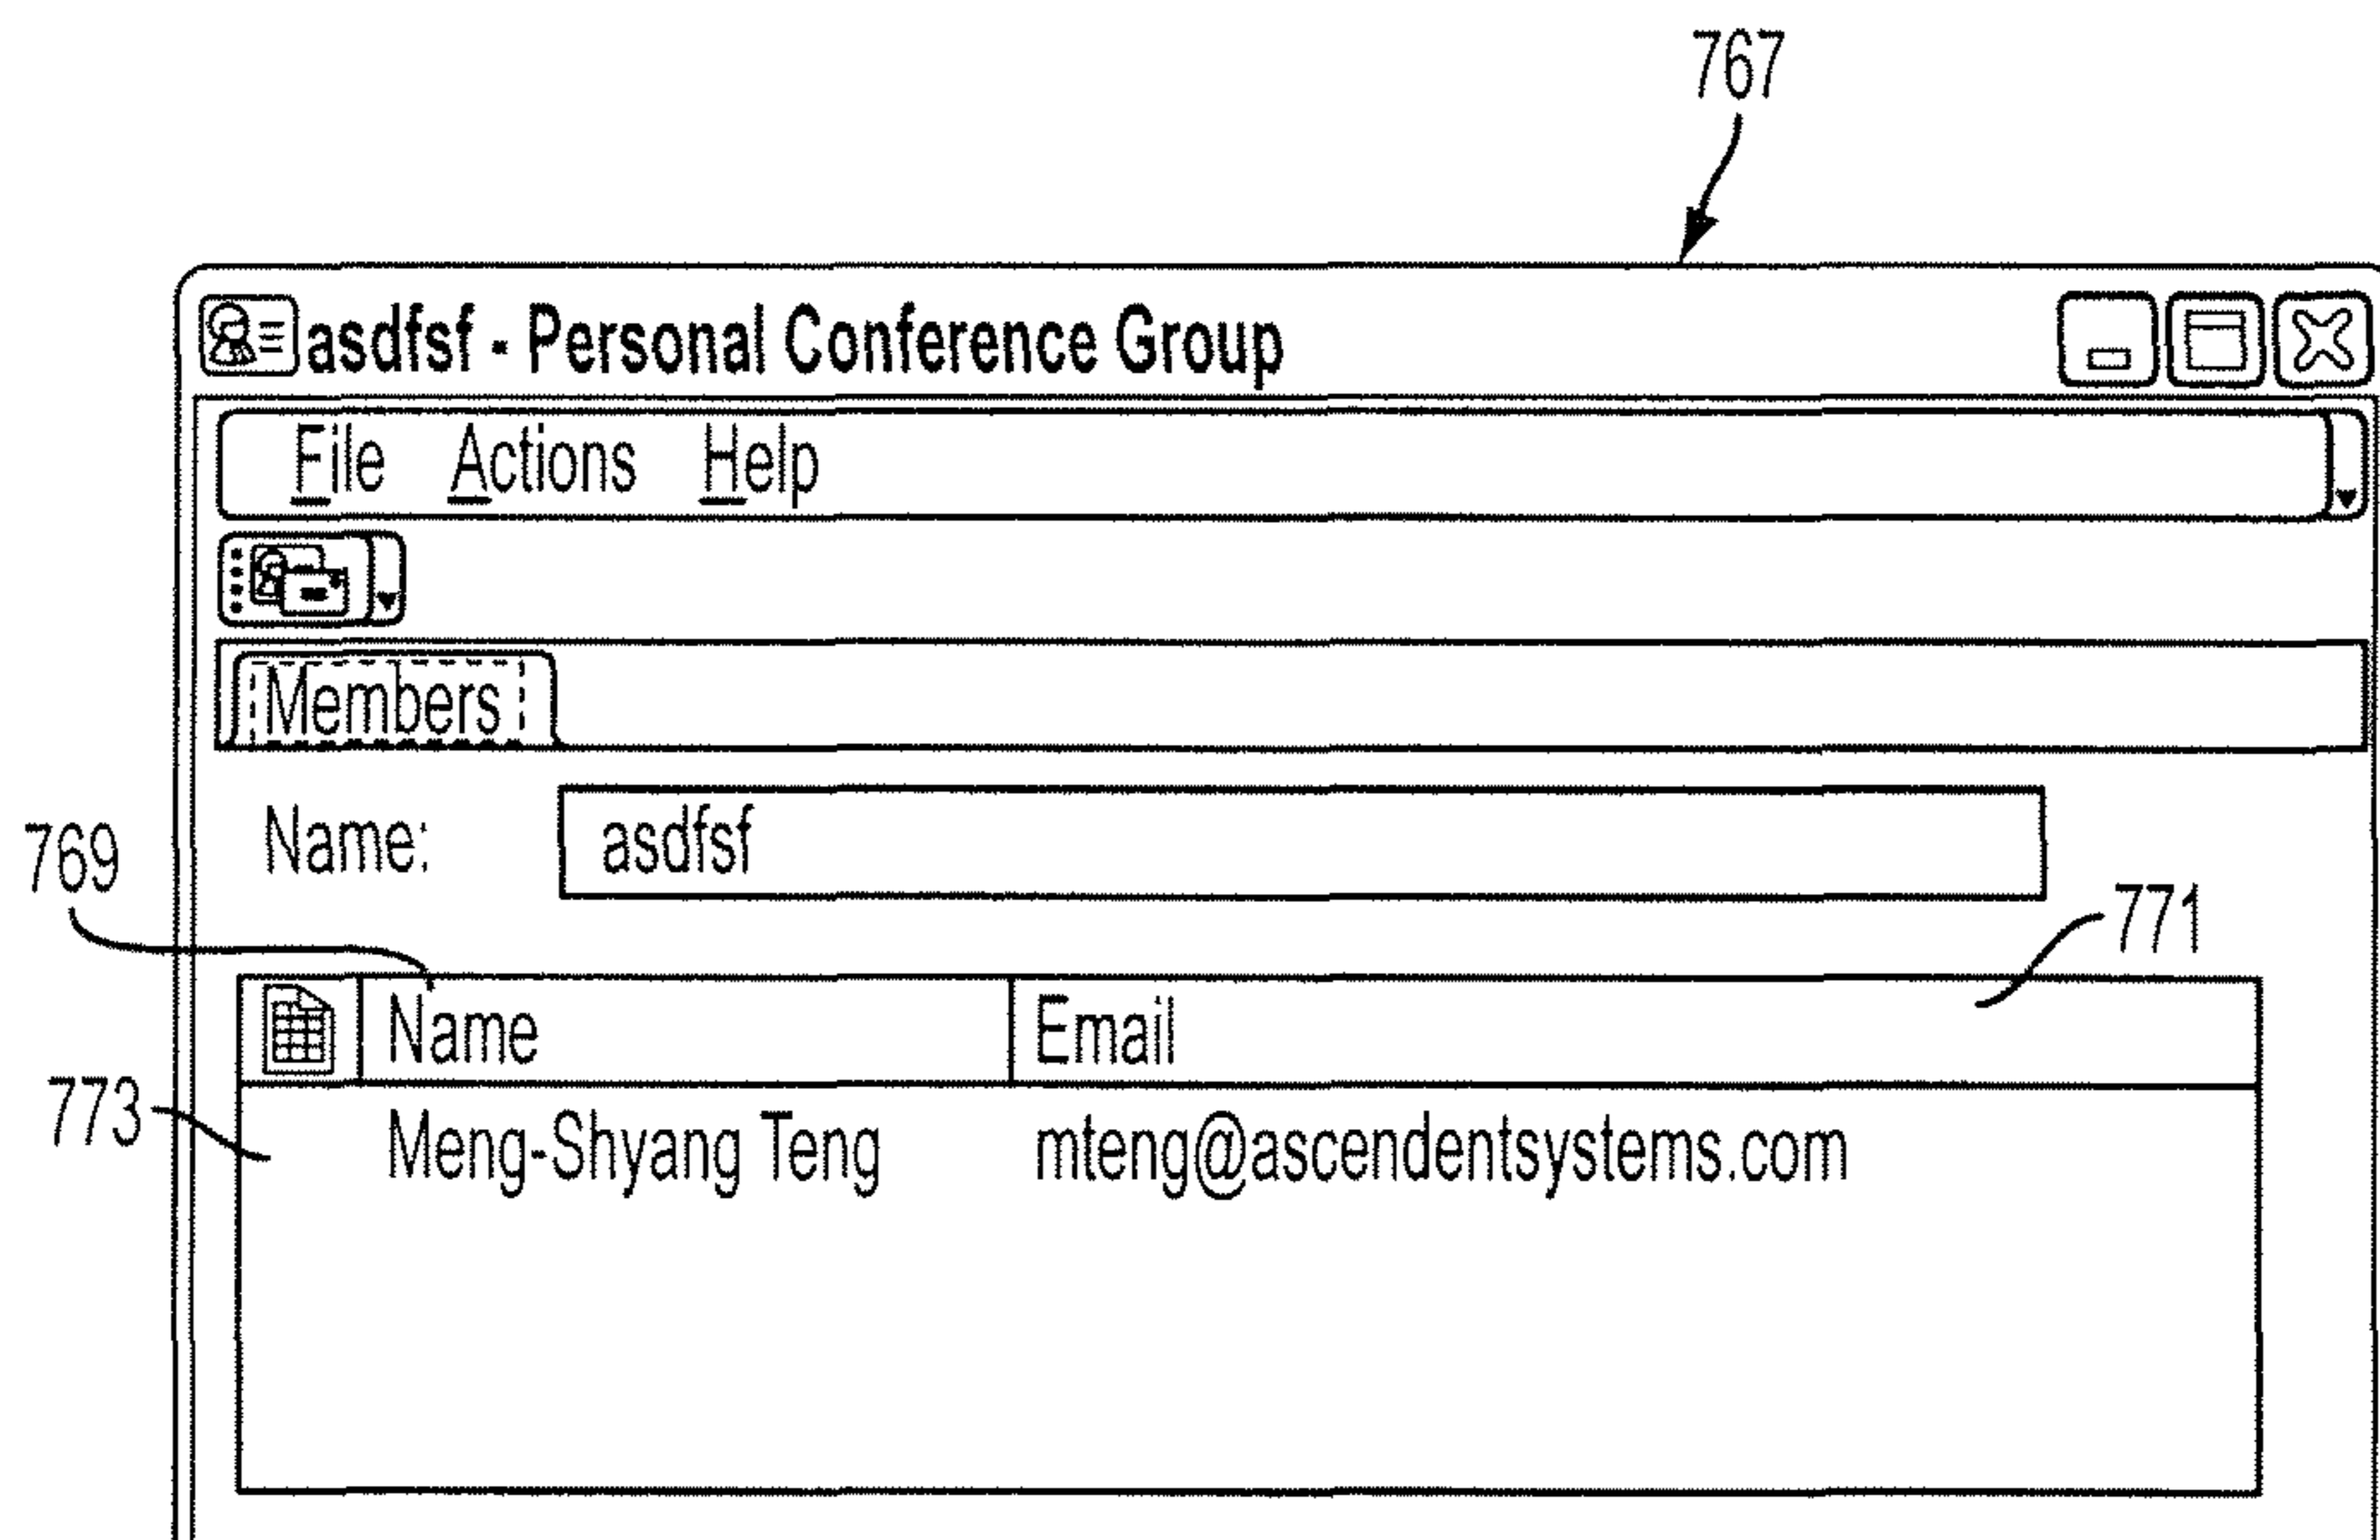 767
asdfsf - Personal Conference Group
File Actions Help
Members
Name: asdfsf
769
771
Name Email
773
Meng-Shyang Teng mteng@ascendentsystems.com